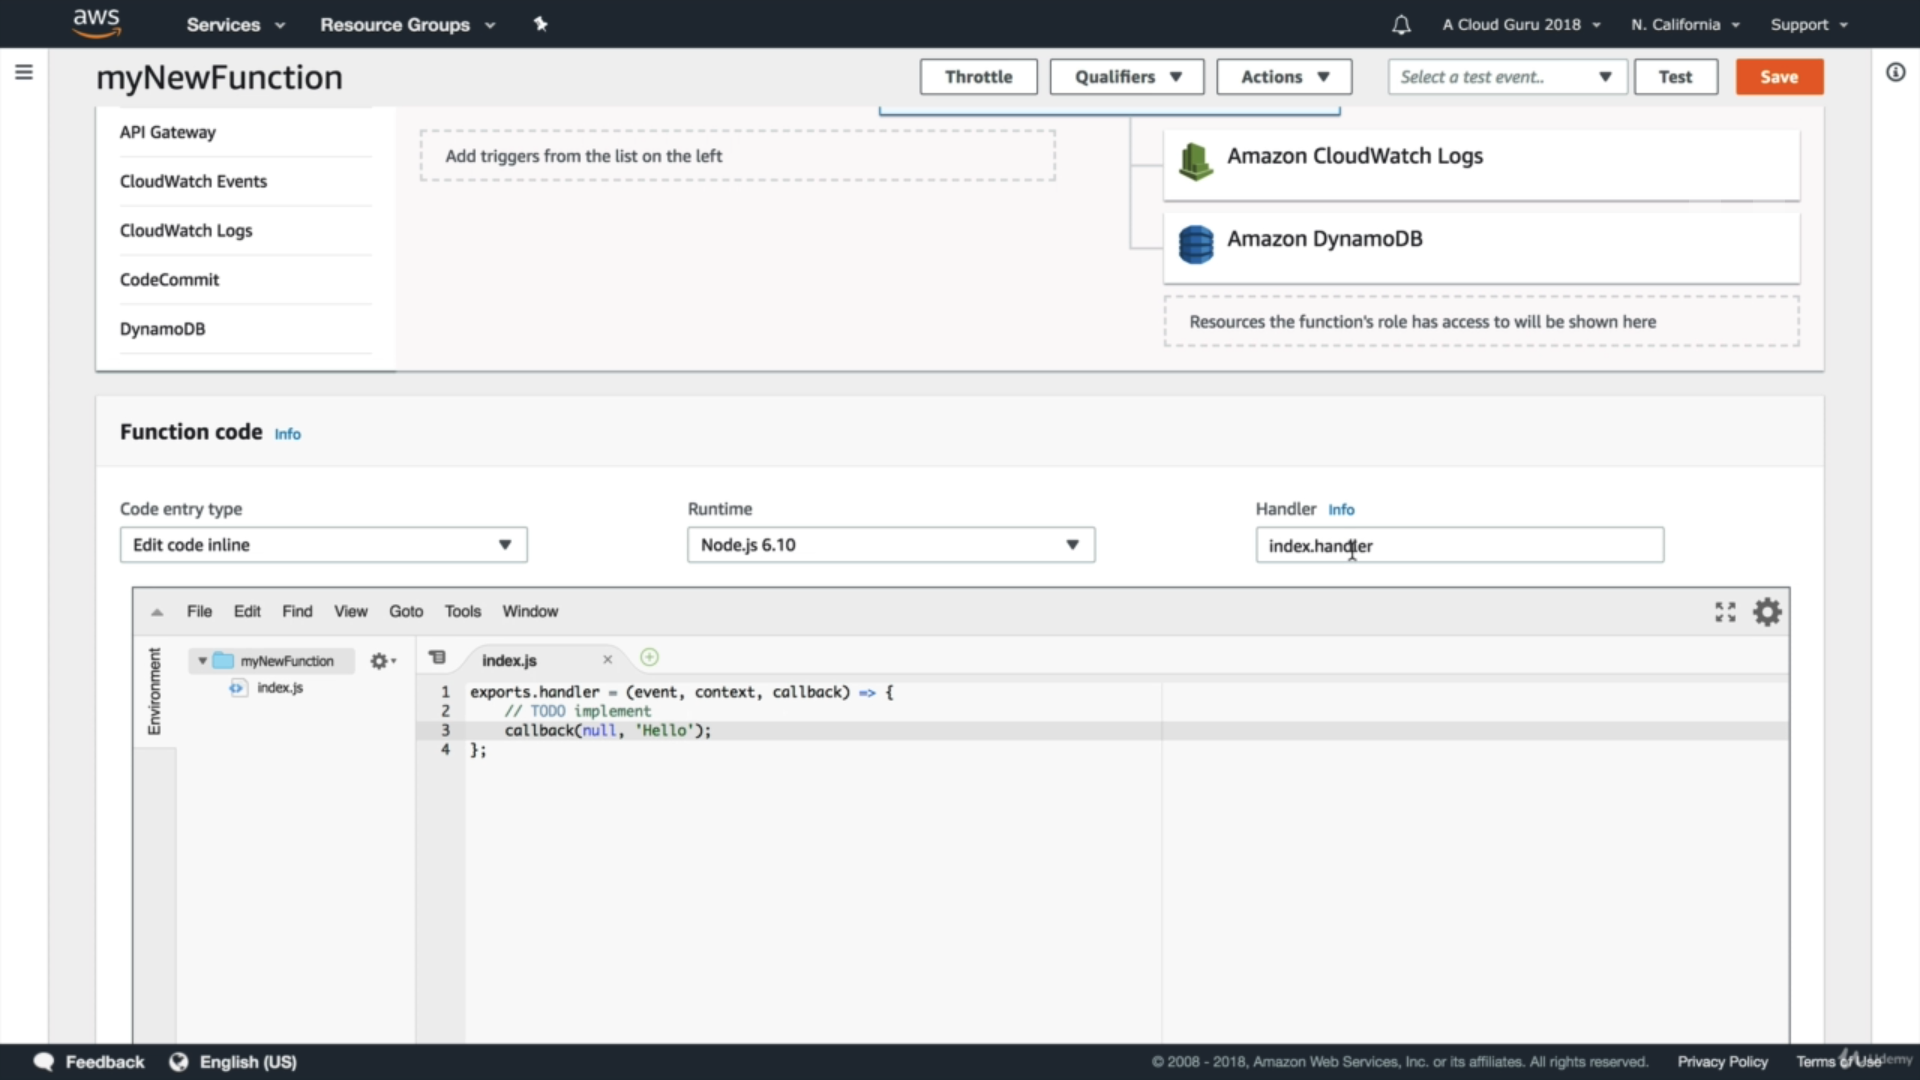 aws Services Resource Groups A Cloud Guru 2018 N. California Support
myNewFunction Throttle Qualifiers Actions Select a test event.. Test Save
API Gateway
CloudWatch Events
CloudWatch Logs
CodeCommit
DynamoDB
Add triggers from the list on the left
Amazon CloudWatch Logs
Amazon DynamoDB
Resources the function's role has access to will be shown here
Function code Info
Code entry type Runtime Handler Info
Edit code inline Node.js 6.10 index.handler
File Edit Find View Goto Tools Window
Environment
myNewFunction
index.js
index.js
1 exports.handler = (event, context, callback) => {
2 // TODO implement
3 callback(null, 'Hello');
4 };
Feedback English (US) © 2008 - 2018, Amazon Web Services, Inc. or its affiliates. All rights reserved. Privacy Policy Terms of Use